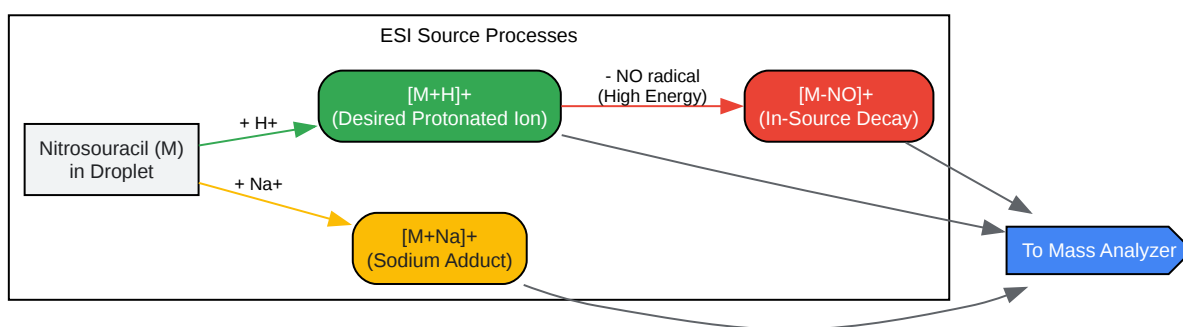 ESI Source Processes
Nitrosouracil (M)
in Droplet
+ H+
+ Na+
[M+H]+
(Desired Protonated Ion)
- NO radical
(High Energy)
[M-NO]+
(In-Source Decay)
[M+Na]+
(Sodium Adduct)
To Mass Analyzer